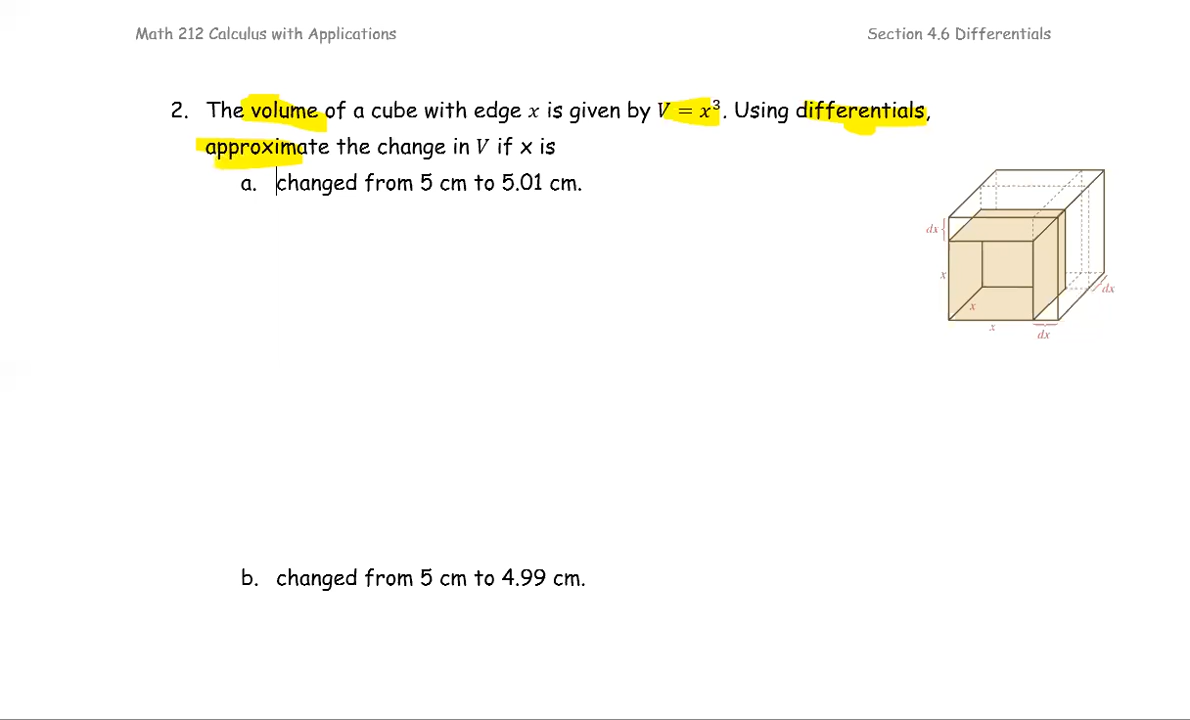 Math 212 Calculus with Applications
Section 4.6 Differentials
2. The volume of a cube with edge x is given by V = x³. Using differentials,
approximate the change in V if x is
a. changed from 5 cm to 5.01 cm.
dx
x
x
dx
x
dx
b. changed from 5 cm to 4.99 cm.